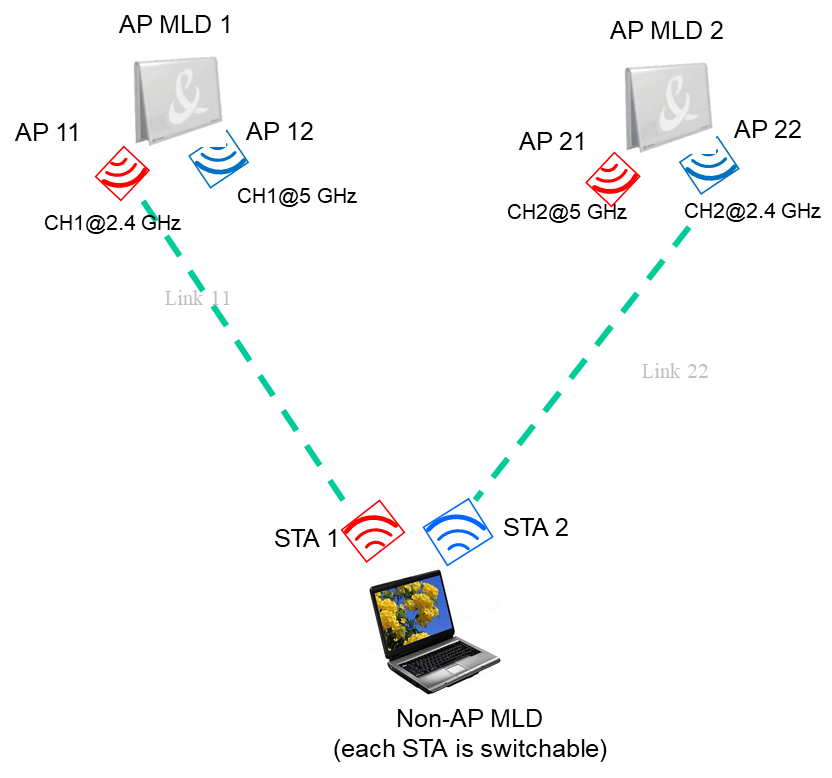 AP MLD 1
AP MLD 2
&
&
AP 11
AP 12
AP 21
AP 22
CH1@2.4 GHz
CH1@5 GHz
CH2@5 GHz
CH2@2.4 GHz
Link 11
Link 22
STA 1
STA 2
Non-AP MLD
(each STA is switchable)